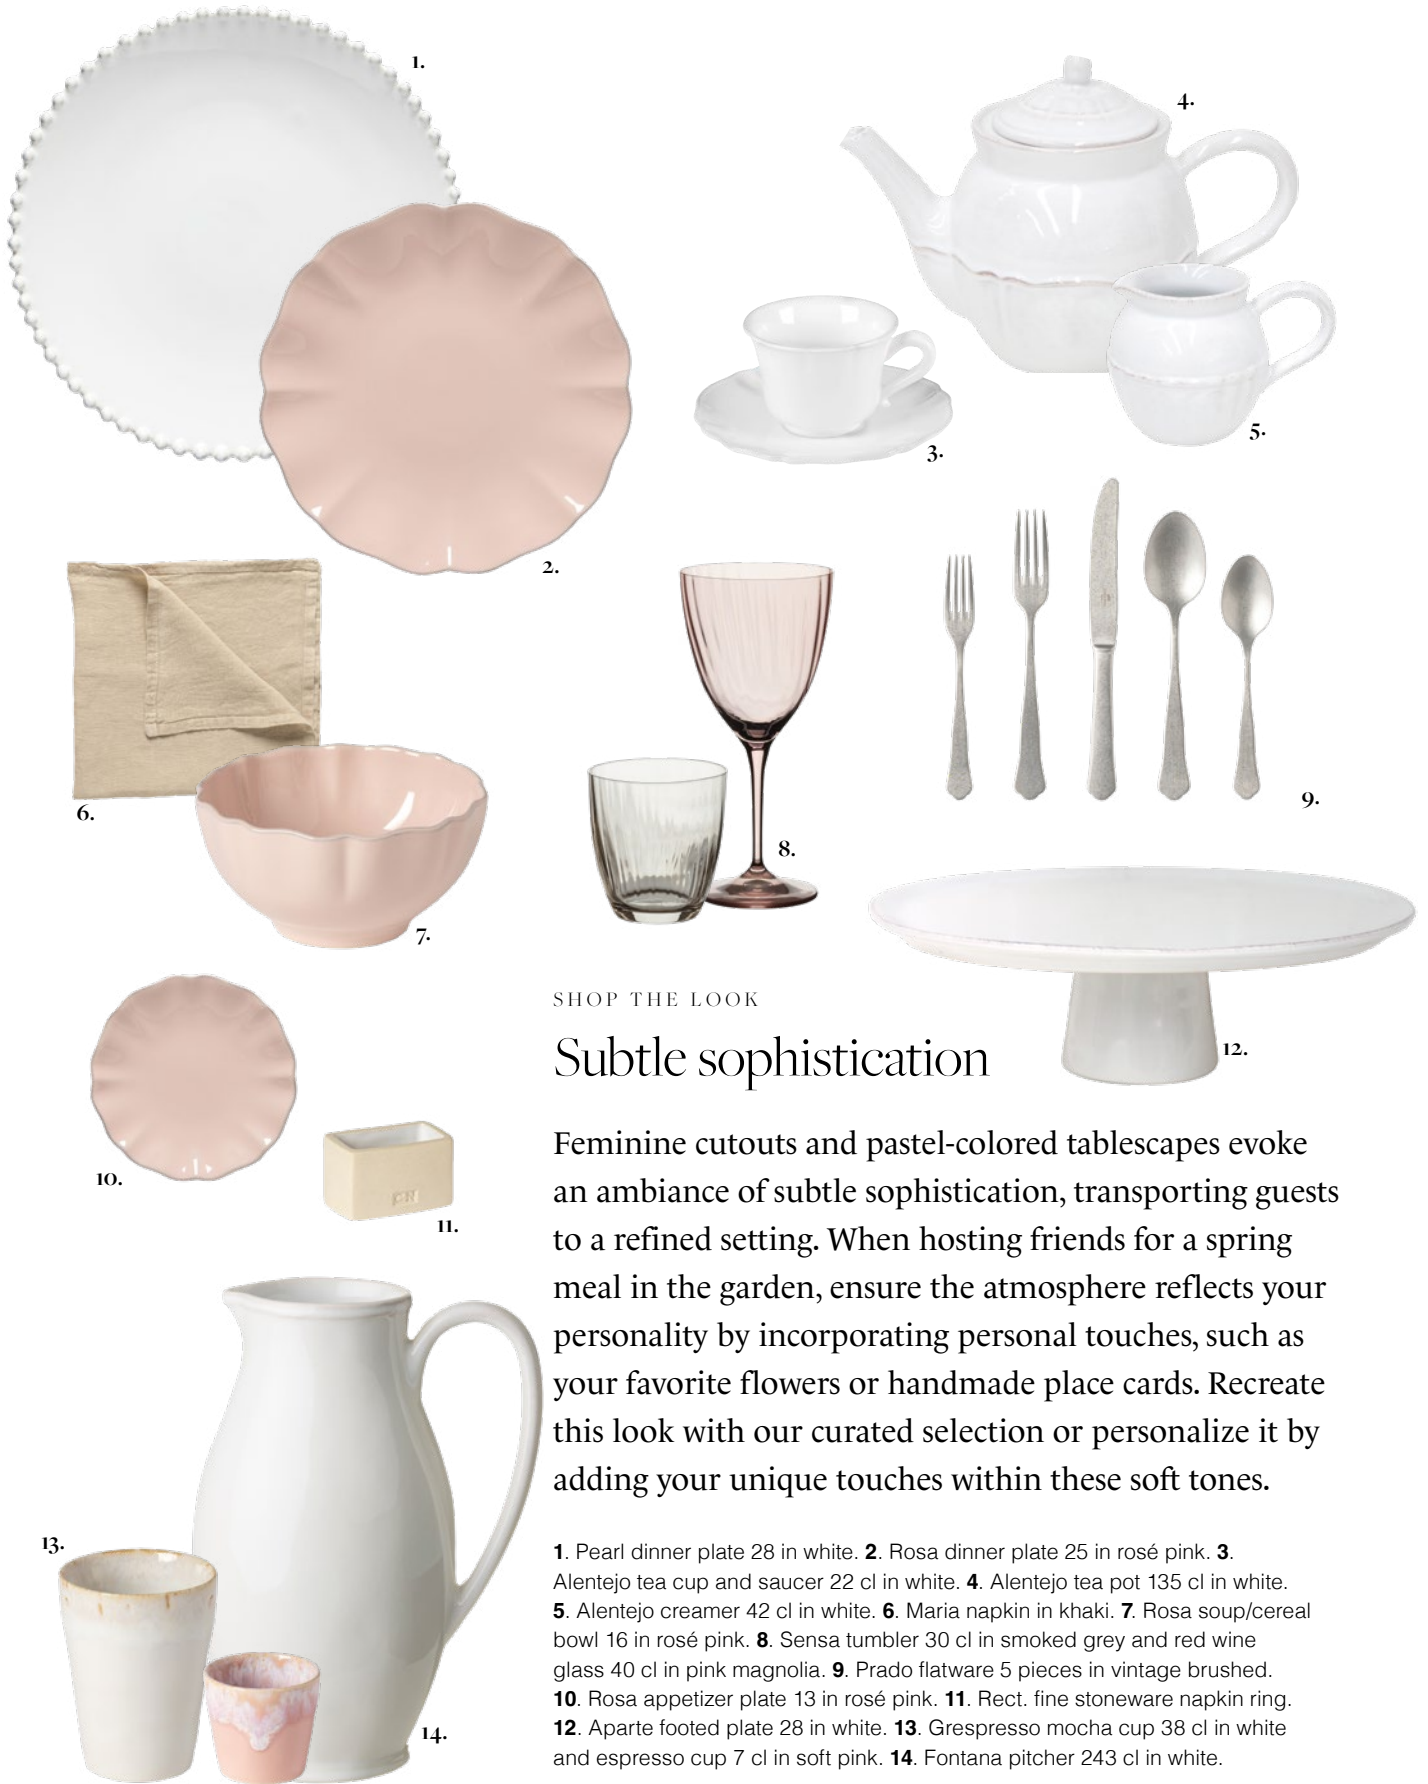 1.
4.
5.
3.
2.
6.
8.
9.
7.
SHOP THE LOOK
Subtle sophistication
12.
10.
11.
Feminine cutouts and pastel-colored tablescapes evoke
an ambiance of subtle sophistication, transporting guests
to a refined setting. When hosting friends for a spring
meal in the garden, ensure the atmosphere reflects your
personality by incorporating personal touches, such as
your favorite flowers or handmade place cards. Recreate
this look with our curated selection or personalize it by
adding your unique touches within these soft tones.
13.
14.
1. Pearl dinner plate 28 in white. 2. Rosa dinner plate 25 in rosé pink. 3.
Alentejo tea cup and saucer 22 cl in white. 4. Alentejo tea pot 135 cl in white.
5. Alentejo creamer 42 cl in white. 6. Maria napkin in khaki. 7. Rosa soup/cereal
bowl 16 in rosé pink. 8. Sensa tumbler 30 cl in smoked grey and red wine
glass 40 cl in pink magnolia. 9. Prado flatware 5 pieces in vintage brushed.
10. Rosa appetizer plate 13 in rosé pink. 11. Rect. fine stoneware napkin ring.
12. Aparte footed plate 28 in white. 13. Grespresso mocha cup 38 cl in white
and espresso cup 7 cl in soft pink. 14. Fontana pitcher 243 cl in white.